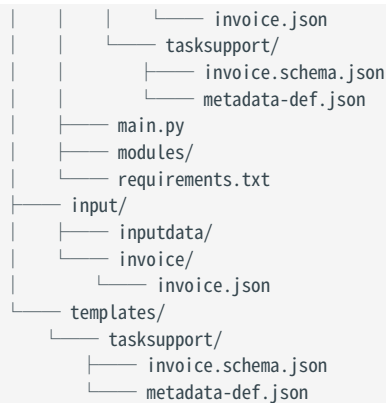 │   │   │   └── invoice.json
│   │   └── tasksupport/
│   │       ├── invoice.schema.json
│   │       └── metadata-def.json
│   ├── main.py
│   ├── modules/
│   └── requirements.txt
├── input/
│   ├── inputdata/
│   └── invoice/
│       └── invoice.json
└── templates/
    └── tasksupport/
        ├── invoice.schema.json
        └── metadata-def.json